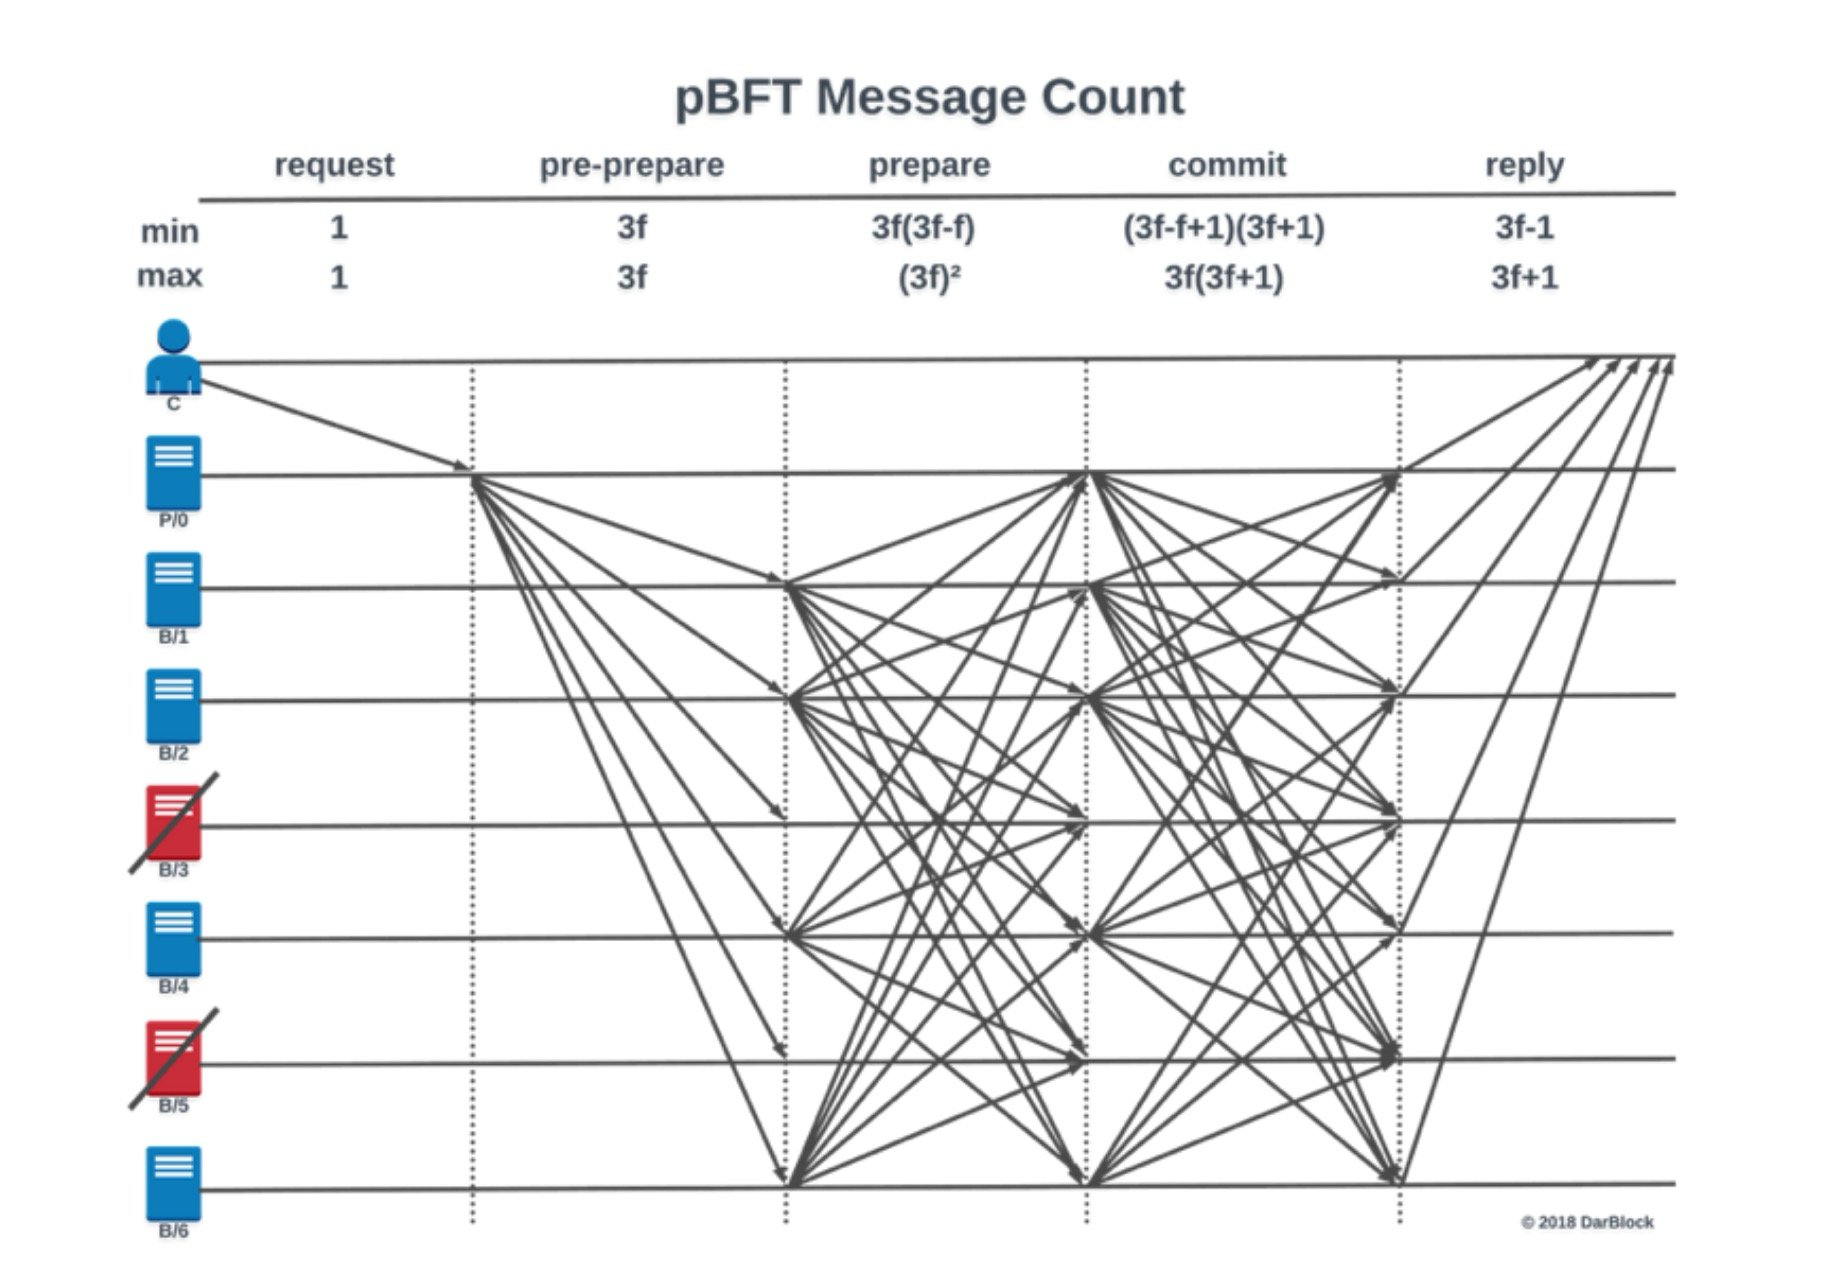 pBFT Message Count
request pre-prepare prepare commit reply
min 1 3f 3f(3f-f) (3f-f+1)(3f+1) 3f-1
max 1 3f (3f)² 3f(3f+1) 3f+1
C
P/0
B/1
B/2
B/3
B/4
B/5
B/6
© 2018 DarBlock